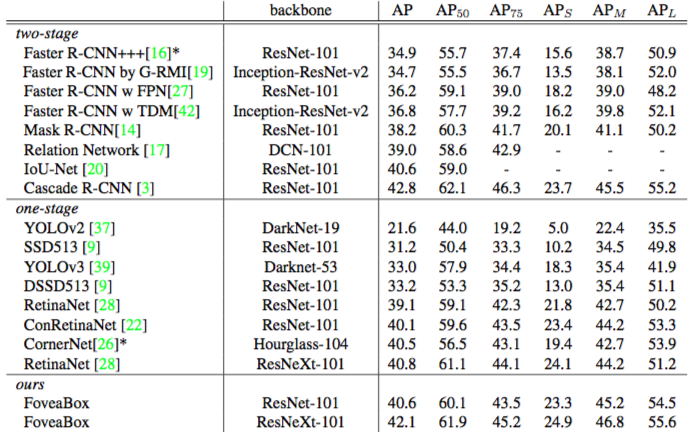 backbone AP AP50 AP75 APS APM APL
two-stage
Faster R-CNN+++[16]* ResNet-101 34.9 55.7 37.4 15.6 38.7 50.9
Faster R-CNN by G-RMI[19] Inception-ResNet-v2 34.7 55.5 36.7 13.5 38.1 52.0
Faster R-CNN w FPN[27] ResNet-101 36.2 59.1 39.0 18.2 39.0 48.2
Faster R-CNN w TDM[42] Inception-ResNet-v2 36.8 57.7 39.2 16.2 39.8 52.1
Mask R-CNN[14] ResNet-101 38.2 60.3 41.7 20.1 41.1 50.2
Relation Network [17] DCN-101 39.0 58.6 42.9 - - -
IoU-Net [20] ResNet-101 40.6 59.0 - - - -
Cascade R-CNN [3] ResNet-101 42.8 62.1 46.3 23.7 45.5 55.2
one-stage
YOLOv2 [37] DarkNet-19 21.6 44.0 19.2 5.0 22.4 35.5
SSD513 [9] ResNet-101 31.2 50.4 33.3 10.2 34.5 49.8
YOLOv3 [39] Darknet-53 33.0 57.9 34.4 18.3 35.4 41.9
DSSD513 [9] ResNet-101 33.2 53.3 35.2 13.0 35.4 51.1
RetinaNet [28] ResNet-101 39.1 59.1 42.3 21.8 42.7 50.2
ConRetinaNet [22] ResNet-101 40.1 59.6 43.5 23.4 44.2 53.3
CornerNet[26]* Hourglass-104 40.5 56.5 43.1 19.4 42.7 53.9
RetinaNet [28] ResNeXt-101 40.8 61.1 44.1 24.1 44.2 51.2
ours
FoveaBox ResNet-101 40.6 60.1 43.5 23.3 45.2 54.5
FoveaBox ResNeXt-101 42.1 61.9 45.2 24.9 46.8 55.6